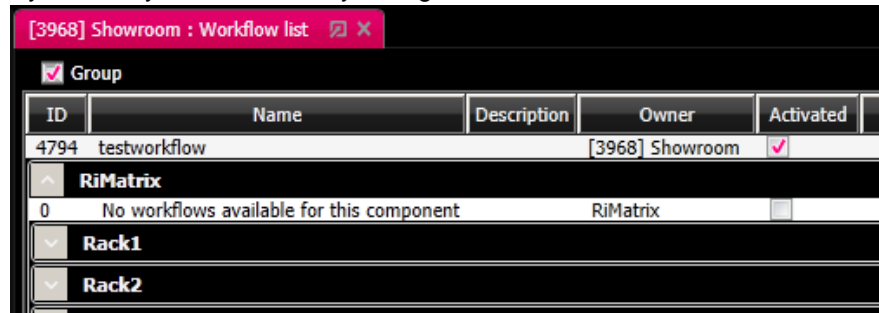 [3968] Showroom : Workflow list
Group
ID Name Description Owner Activated
4794 testworkflow [3968] Showroom
RiMatrix
0 No workflows available for this component RiMatrix
Rack1
Rack2